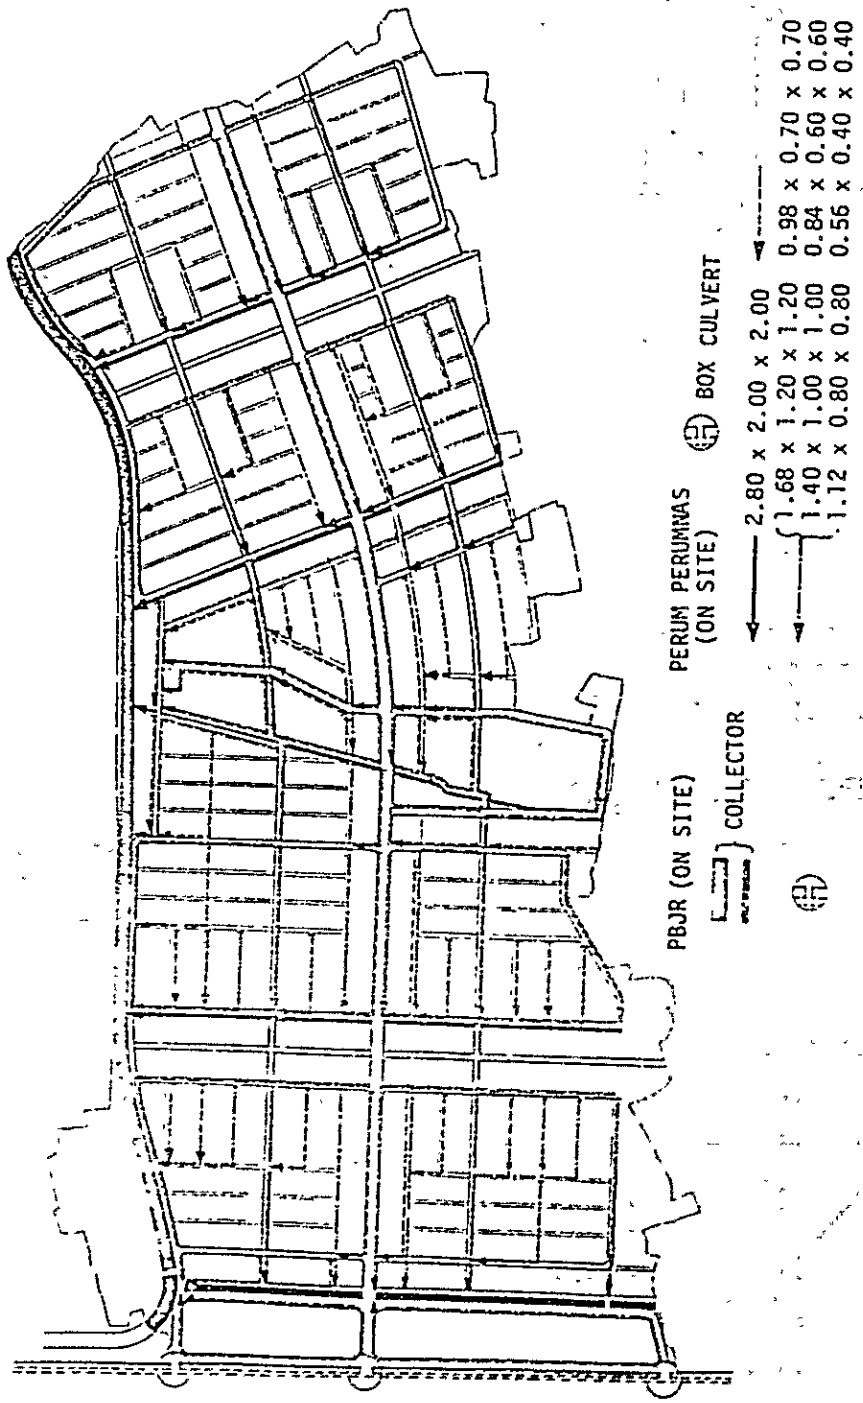 PBJR (ON SITE)
} COLLECTOR
PERUM PERUMNAS
(ON SITE)
BOX CULVERT
2.80 x 2.00 x 2.00
1.68 x 1.20 x 1.20
1.40 x 1.00 x 1.00
1.12 x 0.80 x 0.80
0.98 x 0.70 x 0.70
0.84 x 0.60 x 0.60
0.56 x 0.40 x 0.40